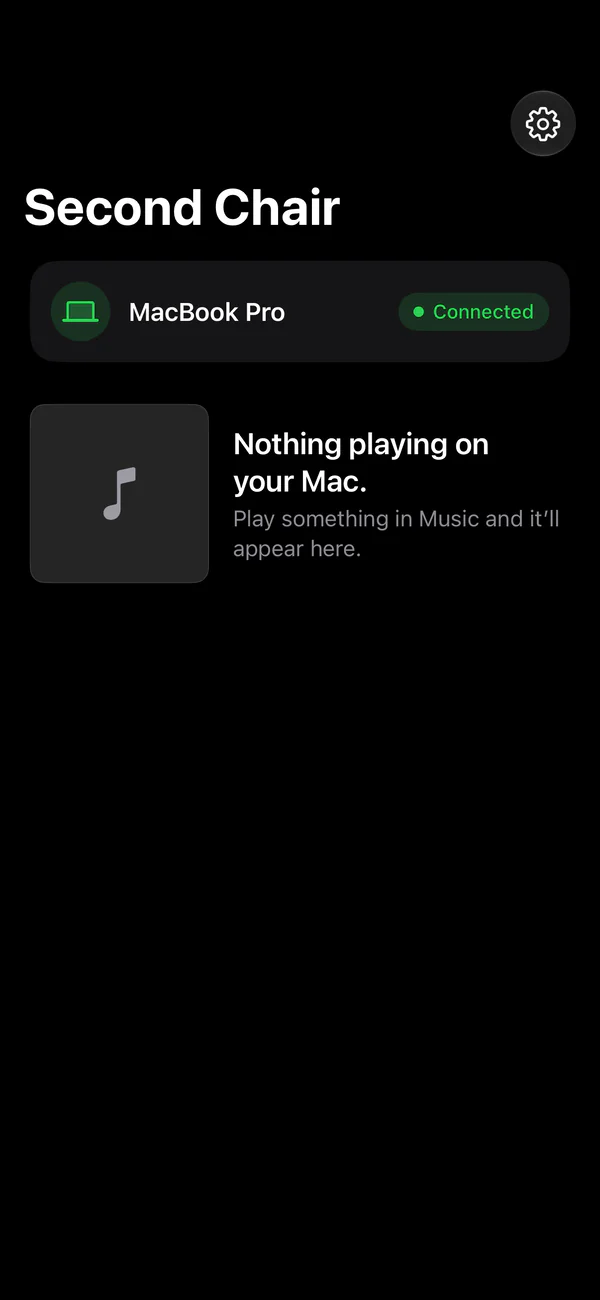 Second Chair
MacBook Pro
Connected
Nothing playing on
your Mac.
Play something in Music and it’ll
appear here.